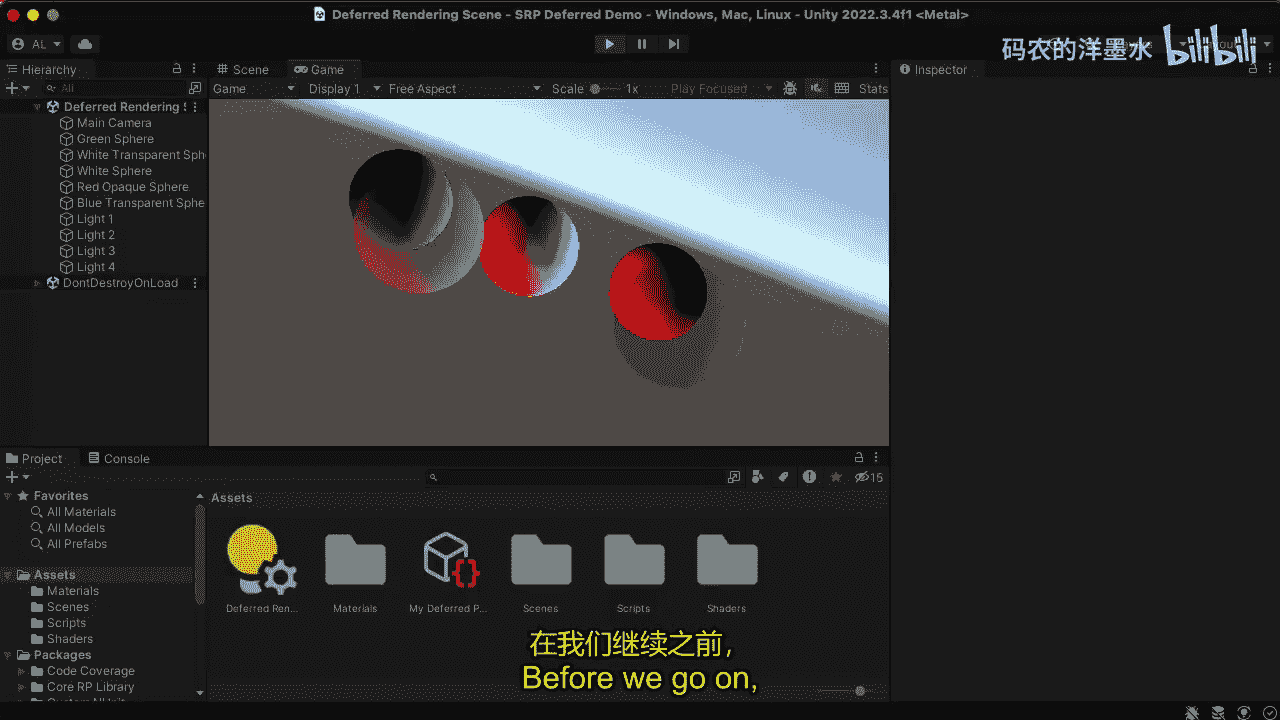 Deferred Rendering Scene - SRP Deferred Demo - Windows, Mac, Linux - Unity 2022.3.4f1 <Metal>
AL
码农的洋墨水 bilibili
Hierarchy
Scene
Game
Inspector
All
Game
Display 1
Free Aspect
Scale
1x
Play Focused
Stats
Deferred Rendering S
Main Camera
Green Sphere
White Transparent Sph
White Sphere
Red Opaque Sphere
Blue Transparent Sphe
Light 1
Light 2
Light 3
Light 4
DontDestroyOnLoad
Project
Console
15
Favorites
All Materials
All Models
All Prefabs
Assets
Materials
Scenes
Scripts
Shaders
Packages
Code Coverage
Core RP Library
Assets
Deferred Ren...
Materials
My Deferred P...
Scenes
Scripts
Shaders
在我们继续之前，
Before we go on,